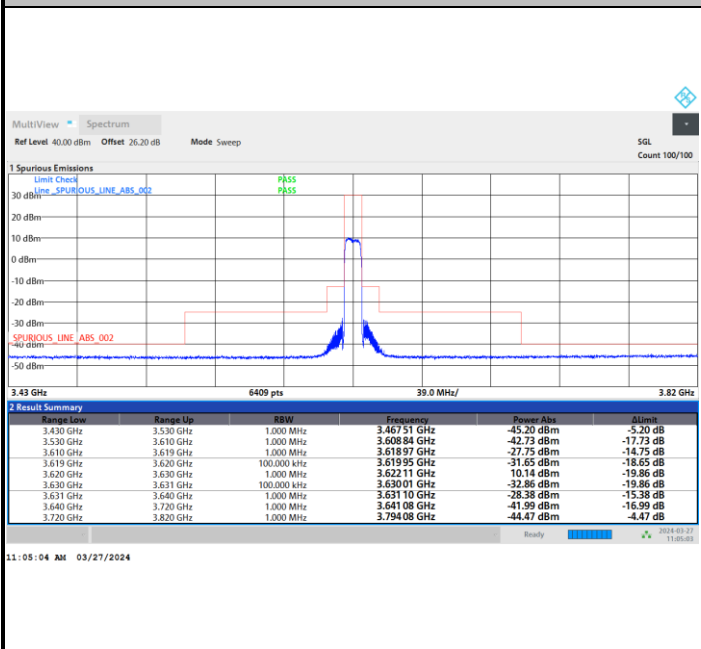 MultiView Spectrum
Ref Level 40.00 dBm Offset 26.20 dB Mode Sweep SGL
Count 100/100
1 Spurious Emissions
Limit Check PASS
Line _SPURIOUS_LINE_ABS_002 PASS
30 dBm
20 dBm
10 dBm
0 dBm
-10 dBm
-20 dBm
-30 dBm
SPURIOUS_LINE_ABS_002
-40 dBm
-50 dBm
3.43 GHz 6409 pts 39.0 MHz/ 3.82 GHz
2 Result Summary
Range Low Range Up RBW Frequency Power Abs ΔLimit
3.430 GHz 3.530 GHz 1.000 MHz 3.46751 GHz -45.20 dBm -5.20 dB
3.530 GHz 3.610 GHz 1.000 MHz 3.60884 GHz -42.73 dBm -17.73 dB
3.610 GHz 3.619 GHz 1.000 MHz 3.61897 GHz -27.75 dBm -14.75 dB
3.619 GHz 3.620 GHz 100.000 kHz 3.61995 GHz -31.65 dBm -18.65 dB
3.620 GHz 3.630 GHz 1.000 MHz 3.62211 GHz 10.14 dBm -19.86 dB
3.630 GHz 3.631 GHz 100.000 kHz 3.63001 GHz -32.86 dBm -19.86 dB
3.631 GHz 3.640 GHz 1.000 MHz 3.63110 GHz -28.38 dBm -15.38 dB
3.640 GHz 3.720 GHz 1.000 MHz 3.64108 GHz -41.99 dBm -16.99 dB
3.720 GHz 3.820 GHz 1.000 MHz 3.79408 GHz -44.47 dBm -4.47 dB
Ready 2024-03-27
11:05:03
11:05:04 AM 03/27/2024